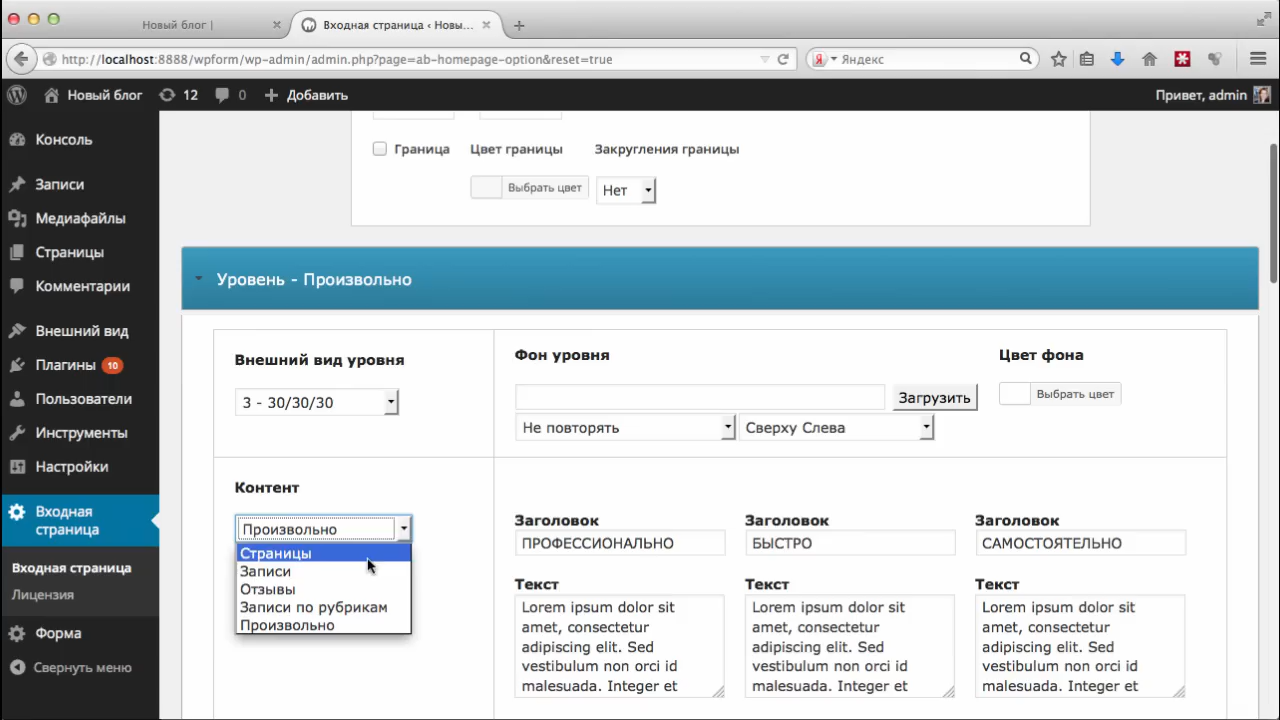 Новый блог |
Входная страница ‹ Новы...
http://localhost:8888/wpform/wp-admin/admin.php?page=ab-homepage-option&reset=true
Яндекс
Новый блог
12
0
Добавить
Привет, admin
Консоль
Записи
Медиафайлы
Страницы
Комментарии
Внешний вид
Плагины 10
Пользователи
Инструменты
Настройки
Входная
страница
Входная страница
Лицензия
Форма
Свернуть меню
Граница
Цвет границы
Закругления границы
Выбрать цвет
Нет
Уровень - Произвольно
Внешний вид уровня
3 - 30/30/30
Фон уровня
Загрузить
Не повторять
Сверху Слева
Цвет фона
Выбрать цвет
Контент
Произвольно
Страницы
Записи
Отзывы
Записи по рубрикам
Произвольно
Заголовок
ПРОФЕССИОНАЛЬНО
Текст
Lorem ipsum dolor sit
amet, consectetur
adipiscing elit. Sed
vestibulum non orci id
malesuada. Integer et
Заголовок
БЫСТРО
Текст
Lorem ipsum dolor sit
amet, consectetur
adipiscing elit. Sed
vestibulum non orci id
malesuada. Integer et
Заголовок
САМОСТОЯТЕЛЬНО
Текст
Lorem ipsum dolor sit
amet, consectetur
adipiscing elit. Sed
vestibulum non orci id
malesuada. Integer et